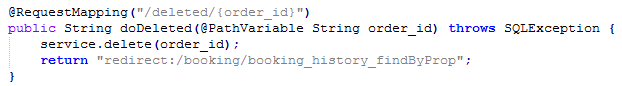 @RequestMapping("/deleted/{order_id}")
public String doDeleted(@PathVariable String order_id) throws SQLException {
    service.delete(order_id);
    return "redirect:/booking/booking_history_findByProp";
}